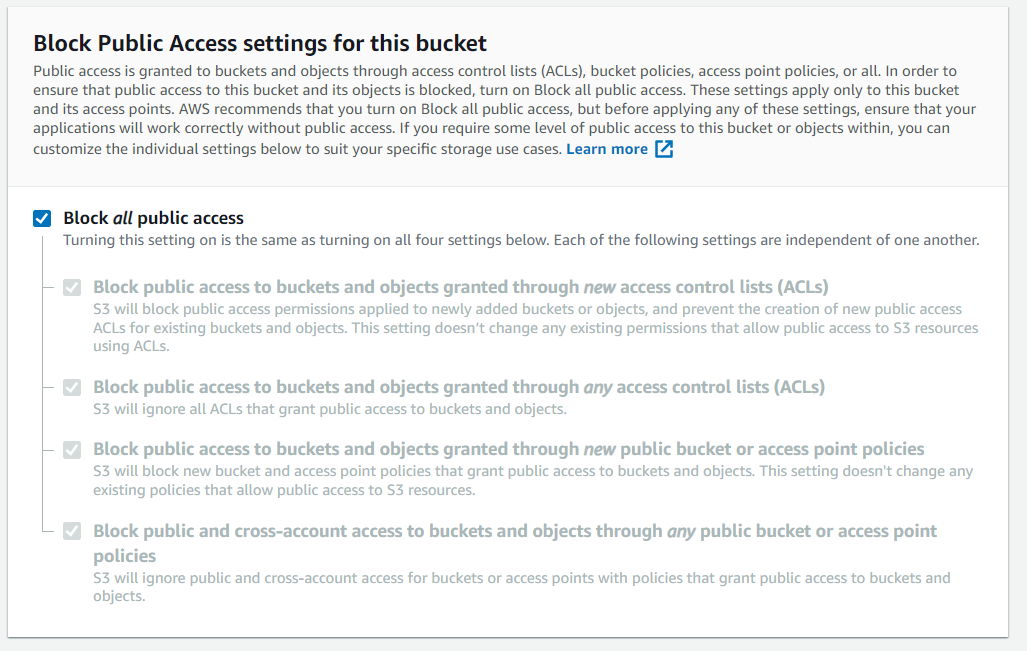 Block Public Access settings for this bucket
Public access is granted to buckets and objects through access control lists (ACLs), bucket policies, access point policies, or all. In order to
ensure that public access to this bucket and its objects is blocked, turn on Block all public access. These settings apply only to this bucket
and its access points. AWS recommends that you turn on Block all public access, but before applying any of these settings, ensure that your
applications will work correctly without public access. If you require some level of public access to this bucket or objects within, you can
customize the individual settings below to suit your specific storage use cases. Learn more
Block all public access
Turning this setting on is the same as turning on all four settings below. Each of the following settings are independent of one another.
Block public access to buckets and objects granted through new access control lists (ACLs)
S3 will block public access permissions applied to newly added buckets or objects, and prevent the creation of new public access
ACLs for existing buckets and objects. This setting doesn't change any existing permissions that allow public access to S3 resources
using ACLs.
Block public access to buckets and objects granted through any access control lists (ACLs)
S3 will ignore all ACLs that grant public access to buckets and objects.
Block public access to buckets and objects granted through new public bucket or access point policies
S3 will block new bucket and access point policies that grant public access to buckets and objects. This setting doesn't change any
existing policies that allow public access to S3 resources.
Block public and cross-account access to buckets and objects through any public bucket or access point
policies
S3 will ignore public and cross-account access for buckets or access points with policies that grant public access to buckets and
objects.